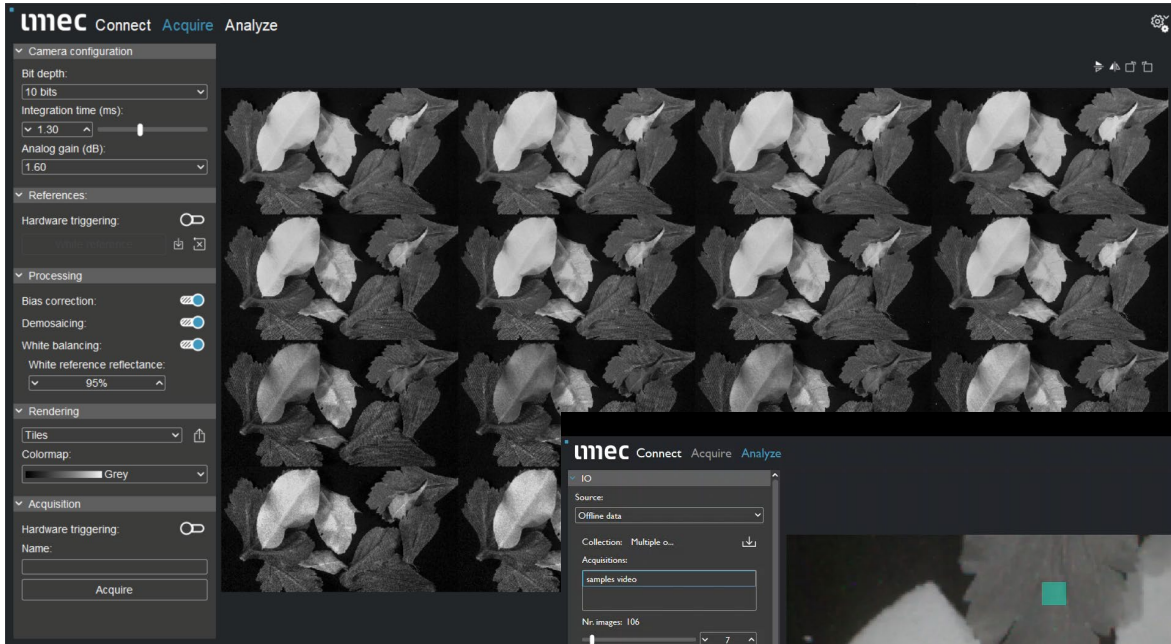 imec Connect Acquire Analyze
Camera configuration
Bit depth:
10 bits
Integration time (ms):
1.30
Analog gain (dB):
1.60
References:
Hardware triggering:
White reference
Processing
Bias correction:
Demosaicing:
White balancing:
White reference reflectance:
95%
Rendering
Tiles
Colormap:
Grey
Acquisition
Hardware triggering:
Name:
Acquire
imec Connect Acquire Analyze
IO
Source:
Offline data
Collection: Multiple o...
Acquisitions:
samples video
Nr. images: 106
7